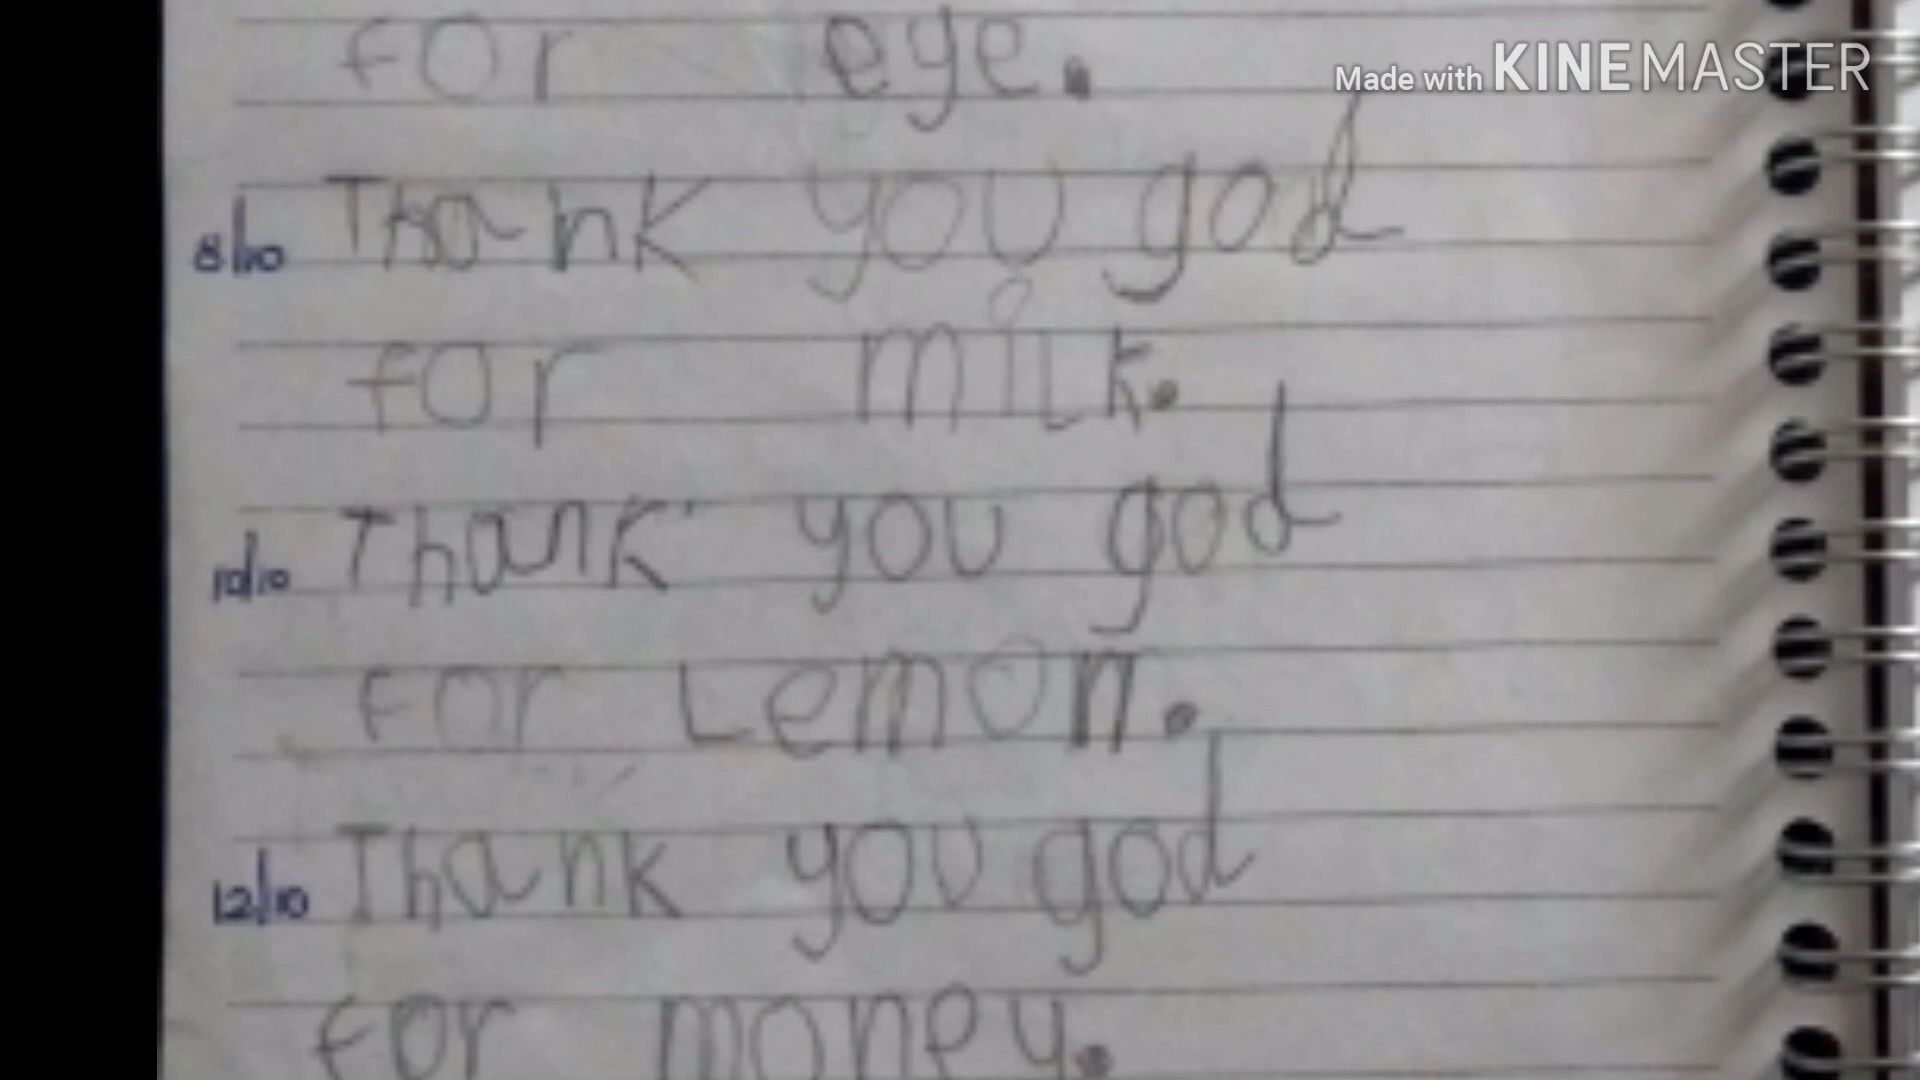 for eye.
Made with KINEMASTER
8/10 Thank you god
for milk.
10/10 Thank you god
for Lemon.
12/10 Thank you god
for money.